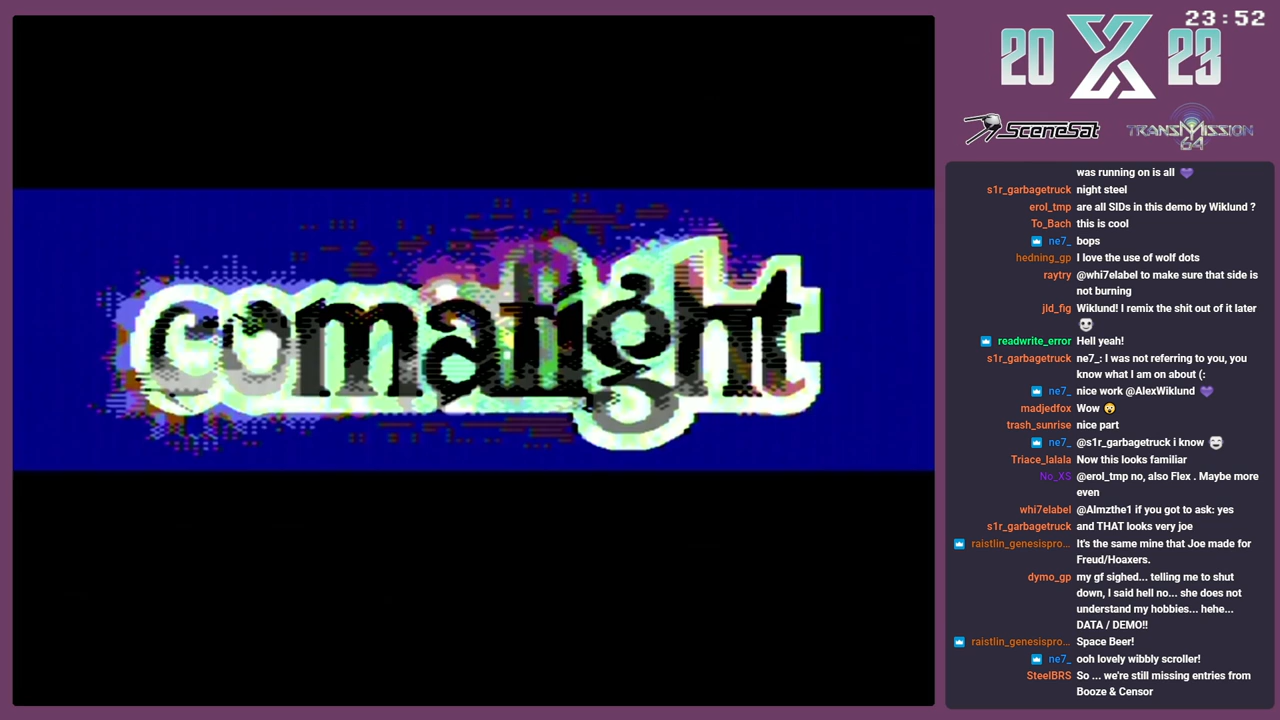 comalight
23:52
20 X 23
SceneSat
TRANSMISSION
64
was running on is all
s1r_garbagetruck night steel
erol_tmp are all SIDs in this demo by Wiklund ?
To_Bach this is cool
ne7_ bops
hedning_gp I love the use of wolf dots
raytry @whi7elabel to make sure that side is
not burning
jld_fig Wiklund! I remix the shit out of it later
readwrite_error Hell yeah!
s1r_garbagetruck ne7_: I was not referring to you, you
know what I am on about (:
ne7_ nice work @AlexWiklund
madjedfox Wow
trash_sunrise nice part
ne7_ @s1r_garbagetruck i know
Triace_lalala Now this looks familiar
No_XS @erol_tmp no, also Flex . Maybe more
even
whi7elabel @Almzthe1 if you got to ask: yes
s1r_garbagetruck and THAT looks very joe
raistlin_genesispro... It's the same mine that Joe made for
Freud/Hoaxers.
dymo_gp my gf sighed... telling me to shut
down, I said hell no... she does not
understand my hobbies... hehe...
DATA / DEMO!!
raistlin_genesispro... Space Beer!
ne7_ ooh lovely wibbly scroller!
SteelBRS So ... we're still missing entries from
Booze & Censor